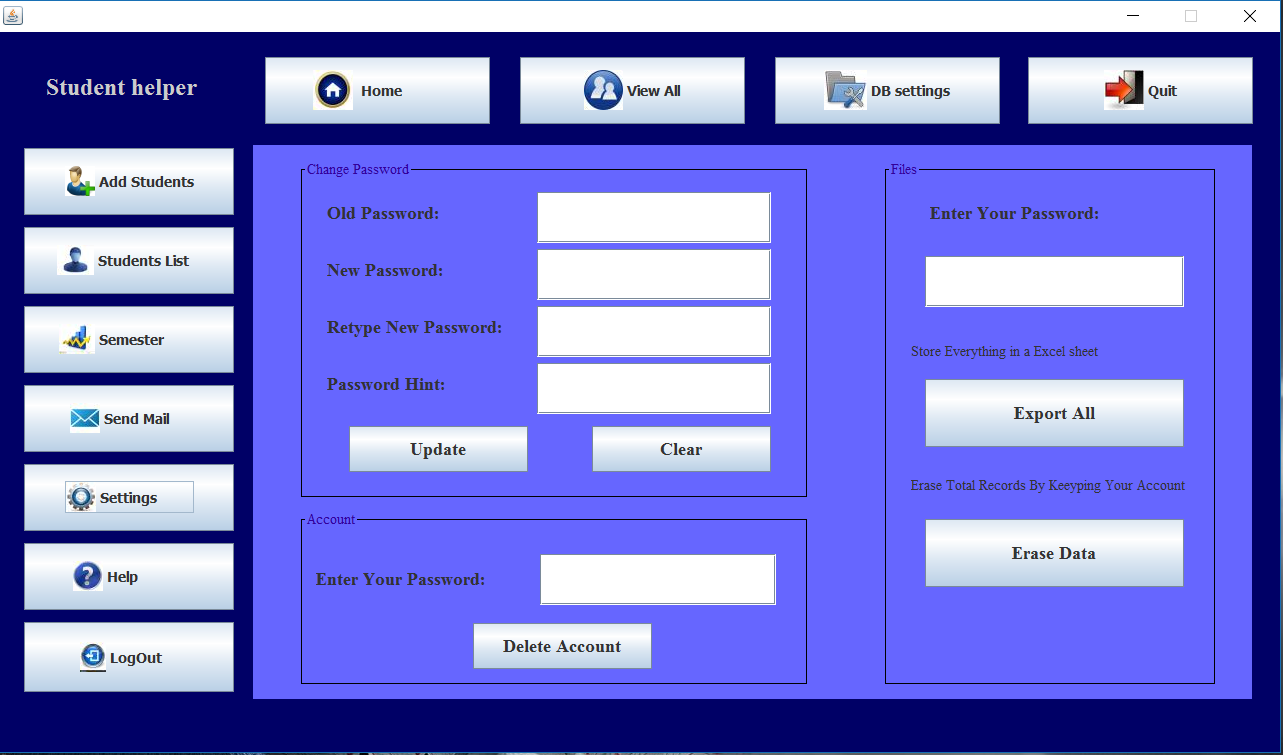 Student helper
Home
View All
DB settings
Quit
Add Students
Students List
Semester
Send Mail
Settings
Help
LogOut
Change Password
Old Password:
New Password:
Retype New Password:
Password Hint:
Update
Clear
Account
Enter Your Password:
Delete Account
Files
Enter Your Password:
Store Everything in a Excel sheet
Export All
Erase Total Records By Keeyping Your Account
Erase Data